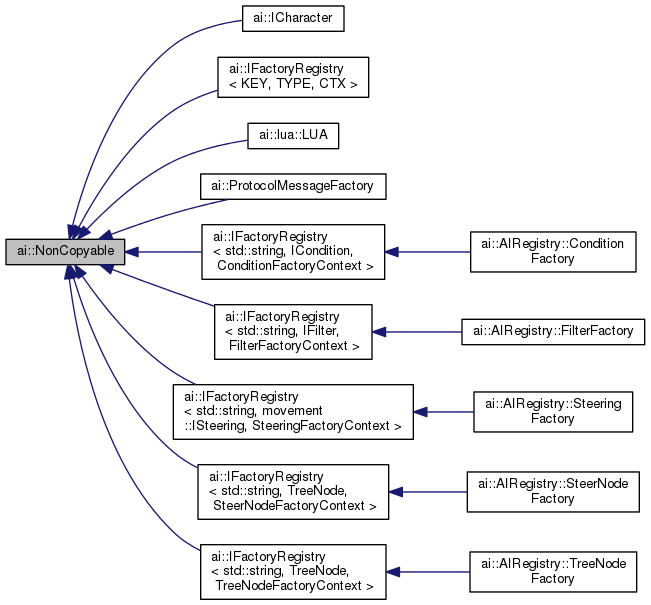 ai::ICharacter
ai::IFactoryRegistry
< KEY, TYPE, CTX >
ai::lua::LUA
ai::ProtocolMessageFactory
ai::NonCopyable
ai::IFactoryRegistry
< std::string, ICondition,
ConditionFactoryContext >
ai::AIRegistry::Condition
Factory
ai::IFactoryRegistry
< std::string, IFilter,
FilterFactoryContext >
ai::AIRegistry::FilterFactory
ai::IFactoryRegistry
< std::string, movement
::ISteering, SteeringFactoryContext >
ai::AIRegistry::Steering
Factory
ai::IFactoryRegistry
< std::string, TreeNode,
SteerNodeFactoryContext >
ai::AIRegistry::SteerNode
Factory
ai::IFactoryRegistry
< std::string, TreeNode,
TreeNodeFactoryContext >
ai::AIRegistry::TreeNode
Factory